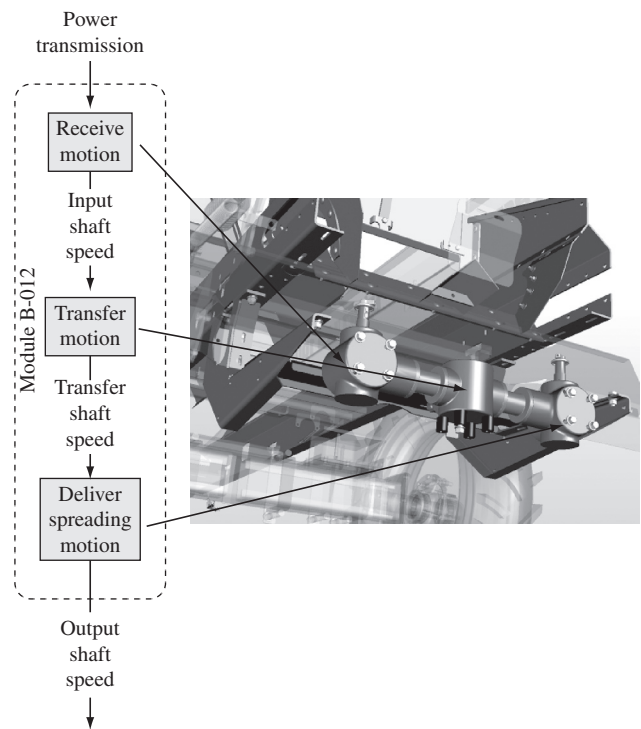 Power
transmission
Receive
motion
Input
shaft
speed
Module B-012
Transfer
motion
Transfer
shaft
speed
Deliver
spreading
motion
Output
shaft
speed